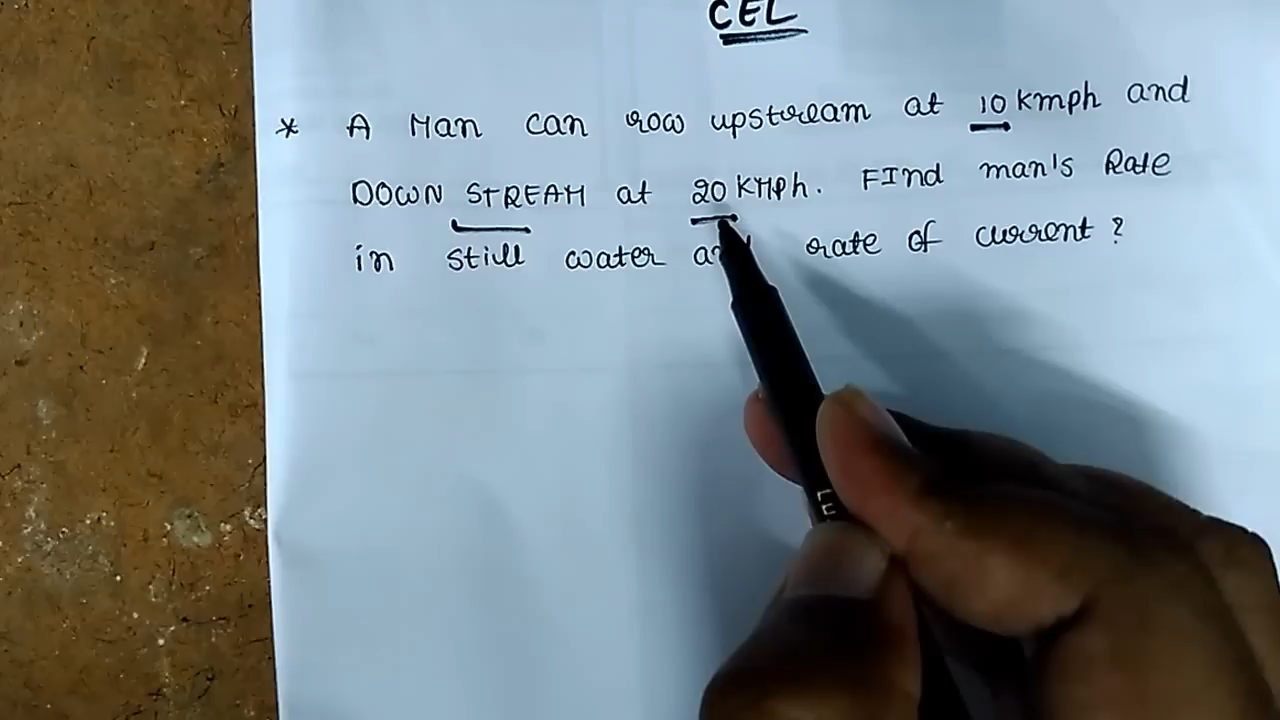 CEL
* A Man can row upstream at 10 kmph and
DOWN STREAM at 20 KMPh. FInd man's Rate
in still water rate of current?